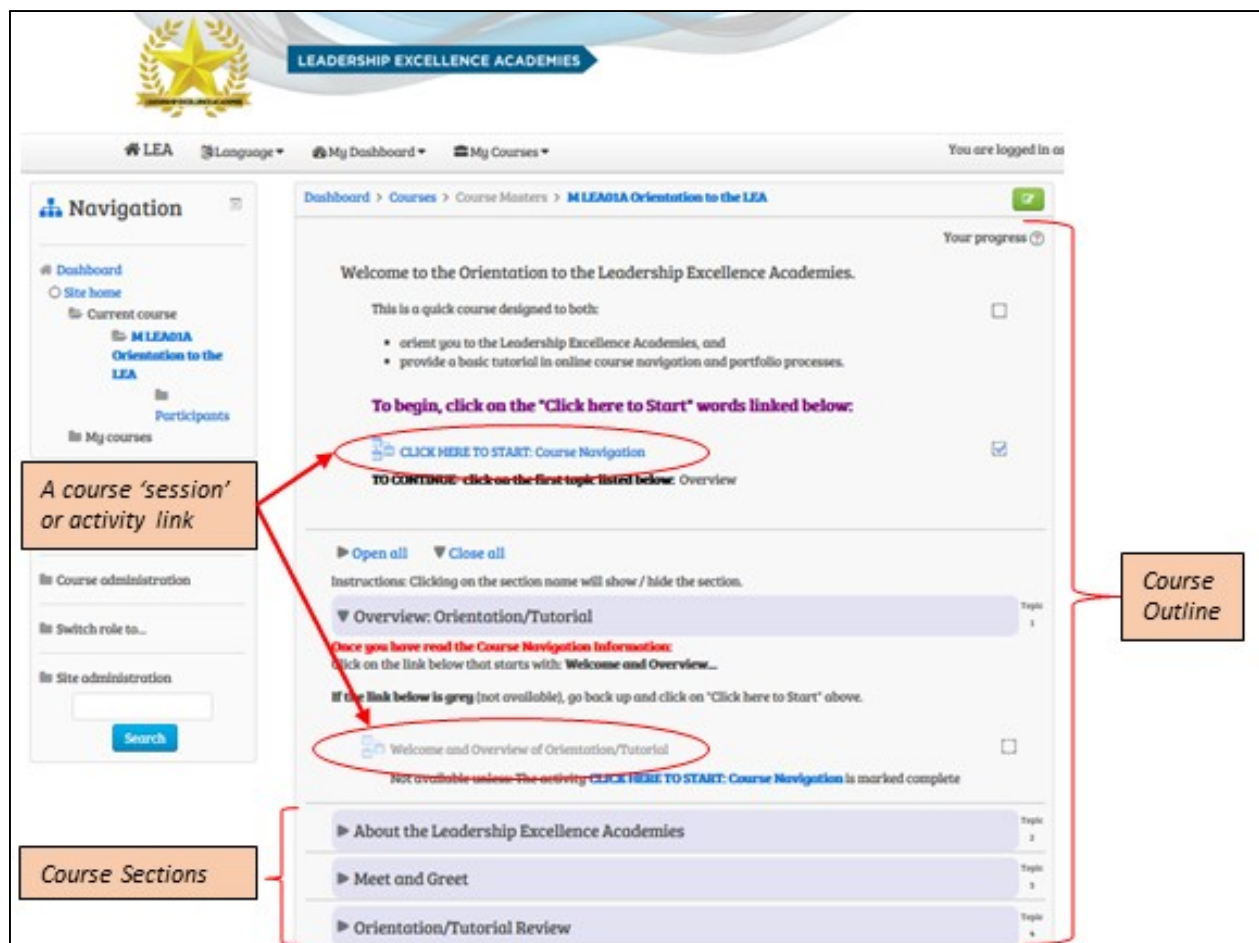 LEADERSHIP EXCELLENCE ACADEMIES
LEADERSHIP EXCELLENCE ACADEMIES
LEA Language My Dashboard My Courses You are logged in as
Navigation
Dashboard
Site home
Current course
M LEA01A
Orientation to the
LEA
Participants
My courses
A course ‘session’
or activity link
Course administration
Switch role to...
Site administration
Search
Dashboard > Courses > Course Masters > M LEA01A Orientation to the LEA
Your progress
Welcome to the Orientation to the Leadership Excellence Academies.
This is a quick course designed to both:
• orient you to the Leadership Excellence Academies, and
• provide a basic tutorial in online course navigation and portfolio processes.
To begin, click on the "Click here to Start" words linked below:
CLICK HERE TO START: Course Navigation
TO CONTINUE click on the first topic listed below: Overview
Open all Close all
Instructions: Clicking on the section name will show / hide the section.
Overview: Orientation/Tutorial Topic
1
Once you have read the Course Navigation Information:
Click on the link below that starts with: Welcome and Overview...
If the link below is grey (not available), go back up and click on "Click here to Start" above.
Welcome and Overview of Orientation/Tutorial
Not available unless: The activity CLICK HERE TO START: Course Navigation is marked complete
About the Leadership Excellence Academies Topic
2
Meet and Greet Topic
3
Orientation/Tutorial Review Topic
4
Course Sections
Course
Outline